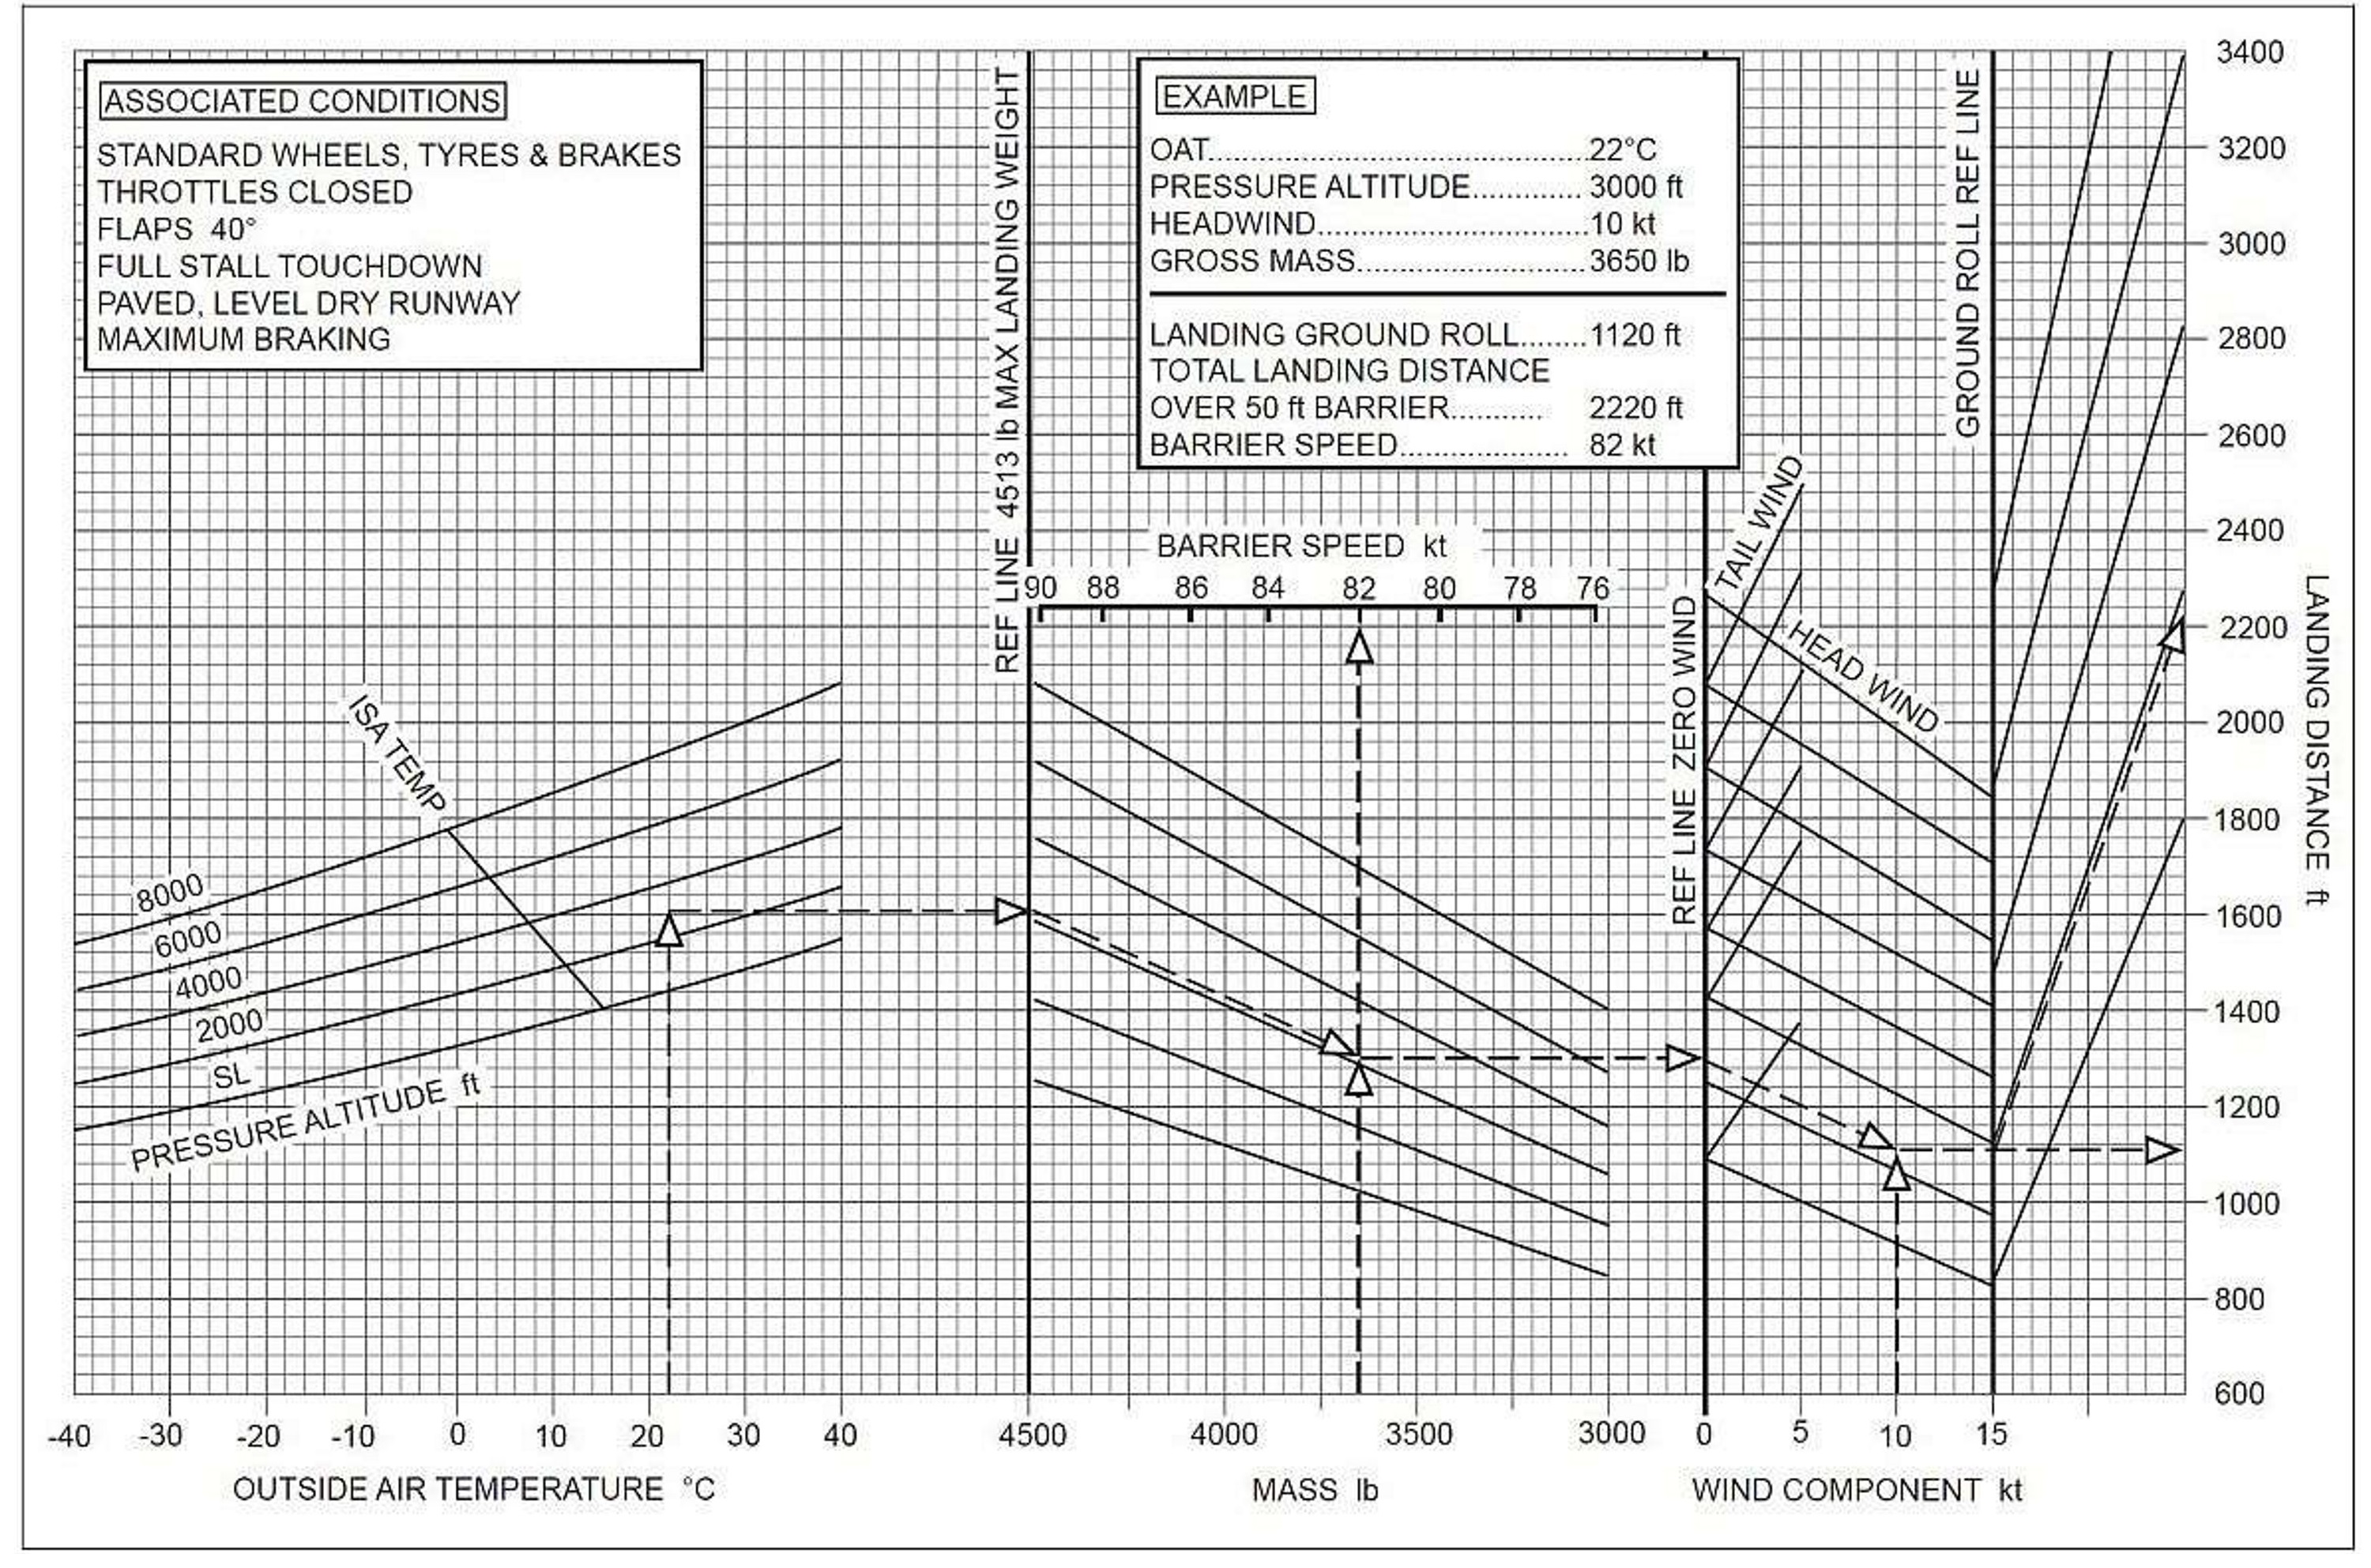 ASSOCIATED CONDITIONS
STANDARD WHEELS, TYRES & BRAKES
THROTTLES CLOSED
FLAPS 40°
FULL STALL TOUCHDOWN
PAVED, LEVEL DRY RUNWAY
MAXIMUM BRAKING
REF LINE 4513 lb MAX LANDING WEIGHT
EXAMPLE
OAT..........22°C
PRESSURE ALTITUDE............ 3000 ft
HEADWIND..........10 kt
GROSS MASS..........3650 lb
LANDING GROUND ROLL........1120 ft
TOTAL LANDING DISTANCE
OVER 50 ft BARRIER........... 2220 ft
BARRIER SPEED.................... 82 kt
GROUND ROLL REF LINE
3400
3200
3000
2800
2600
2400
2200
2000
1800
1600
1400
1200
1000
800
600
LANDING DISTANCE ft
BARRIER SPEED kt
90 88 86 84 82 80 78 76
REF LINE ZERO WIND
TAIL WIND
HEAD WIND
ISA TEMP
8000
6000
4000
2000
SL
PRESSURE ALTITUDE ft
-40 -30 -20 -10 0 10 20 30 40 4500 4000 3500 3000 0 5 10 15
OUTSIDE AIR TEMPERATURE °C MASS lb WIND COMPONENT kt